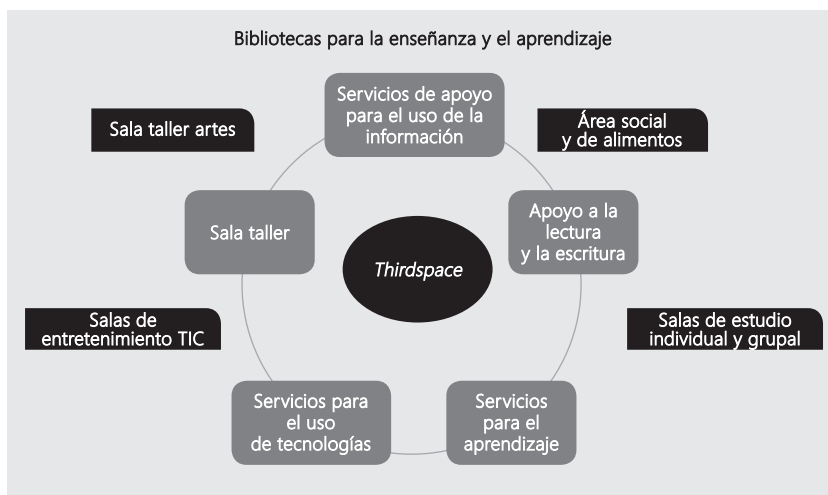 Bibliotecas para la enseñanza y el aprendizaje
Servicios de apoyo
para el uso de la
información
Sala taller artes
Área social
y de alimentos
Sala taller
Apoyo a la
lectura
y la escritura
Thirdspace
Salas de
entretenimiento TIC
Salas de estudio
individual y grupal
Servicios para
el uso
de tecnologías
Servicios
para el
aprendizaje